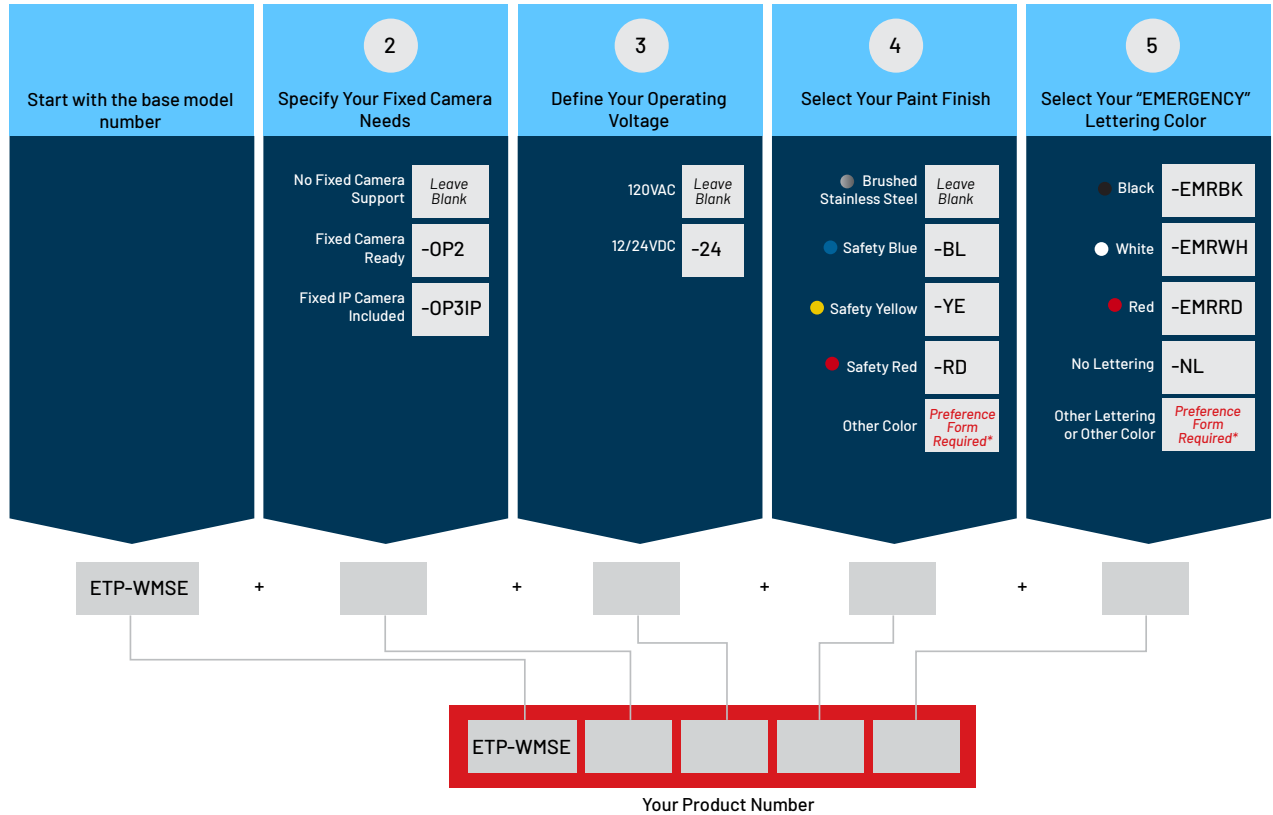 Start with the base model
number
2
Specify Your Fixed Camera
Needs
No Fixed Camera
Support
Leave
Blank
Fixed Camera
Ready
-OP2
Fixed IP Camera
Included
-OP3IP
3
Define Your Operating
Voltage
120VAC
Leave
Blank
12/24VDC
-24
4
Select Your Paint Finish
Brushed
Stainless Steel
Leave
Blank
Safety Blue
-BL
Safety Yellow
-YE
Safety Red
-RD
Other Color
Preference
Form
Required*
5
Select Your “EMERGENCY”
Lettering Color
Black
-EMRBK
White
-EMRWH
Red
-EMRRD
No Lettering
-NL
Other Lettering
or Other Color
Preference
Form
Required*
ETP-WMSE + + + +
ETP-WMSE
Your Product Number